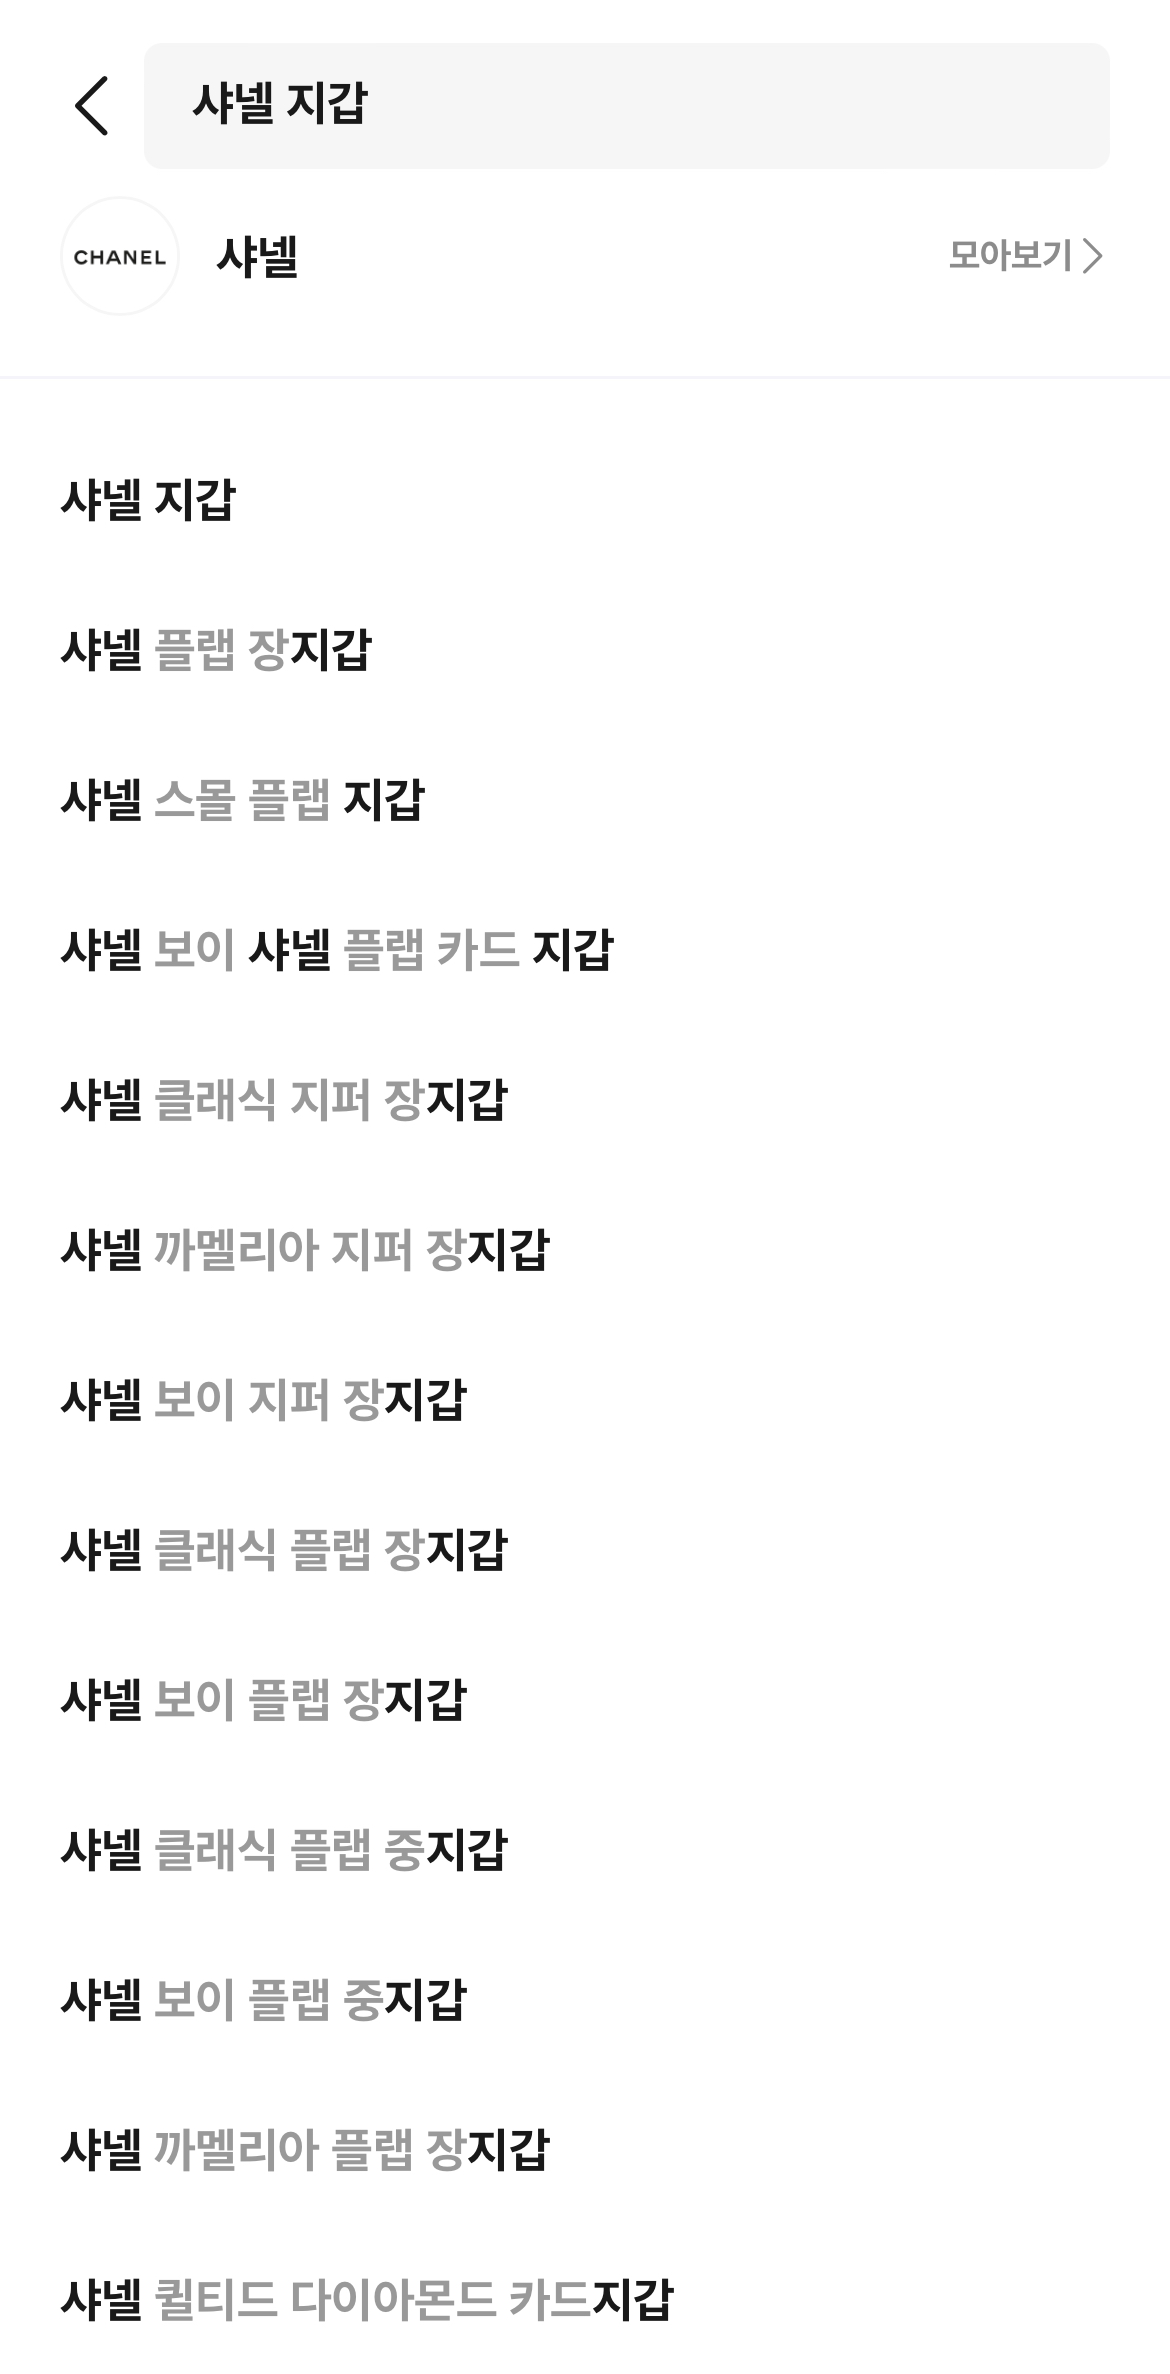 샤넬 지갑
CHANEL 샤넬 모아보기
샤넬 지갑
샤넬 플랩 장지갑
샤넬 스몰 플랩 지갑
샤넬 보이 샤넬 플랩 카드 지갑
샤넬 클래식 지퍼 장지갑
샤넬 까멜리아 지퍼 장지갑
샤넬 보이 지퍼 장지갑
샤넬 클래식 플랩 장지갑
샤넬 보이 플랩 장지갑
샤넬 클래식 플랩 중지갑
샤넬 보이 플랩 중지갑
샤넬 까멜리아 플랩 장지갑
샤넬 퀼티드 다이아몬드 카드지갑